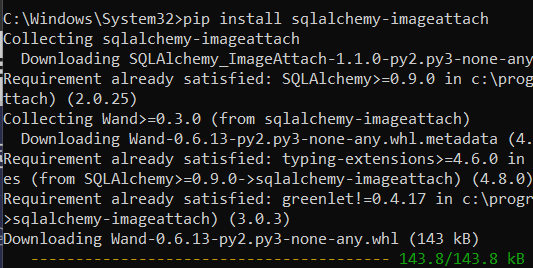 C:\Windows\System32>pip install sqlalchemy-imageattach
Collecting sqlalchemy-imageattach
  Downloading SQLAlchemy_ImageAttach-1.1.0-py2.py3-none-any
Requirement already satisfied: SQLAlchemy>=0.9.0 in c:\prog
ttach) (2.0.25)
Collecting Wand>=0.3.0 (from sqlalchemy-imageattach)
  Downloading Wand-0.6.13-py2.py3-none-any.whl.metadata (4.
Requirement already satisfied: typing-extensions>=4.6.0 in
es (from SQLAlchemy>=0.9.0->sqlalchemy-imageattach) (4.8.0)
Requirement already satisfied: greenlet!=0.4.17 in c:\progr
>sqlalchemy-imageattach) (3.0.3)
Downloading Wand-0.6.13-py2.py3-none-any.whl (143 kB)
   ---------------------------------------- 143.8/143.8 kB